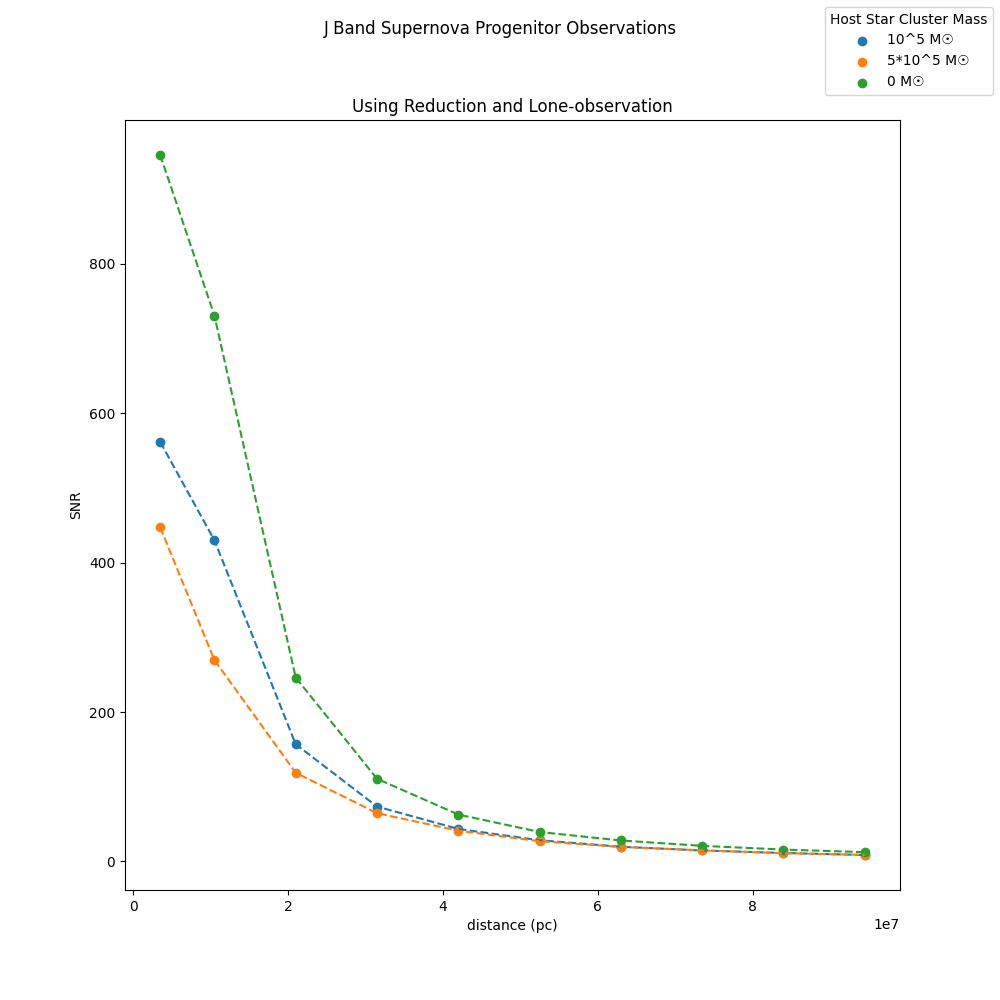 J Band Supernova Progenitor Observations
Host Star Cluster Mass
10^5 M☉
5*10^5 M☉
0 M☉
Using Reduction and Lone-observation
800
600
400
200
0
SNR
0 2 4 6 8
1e7
distance (pc)